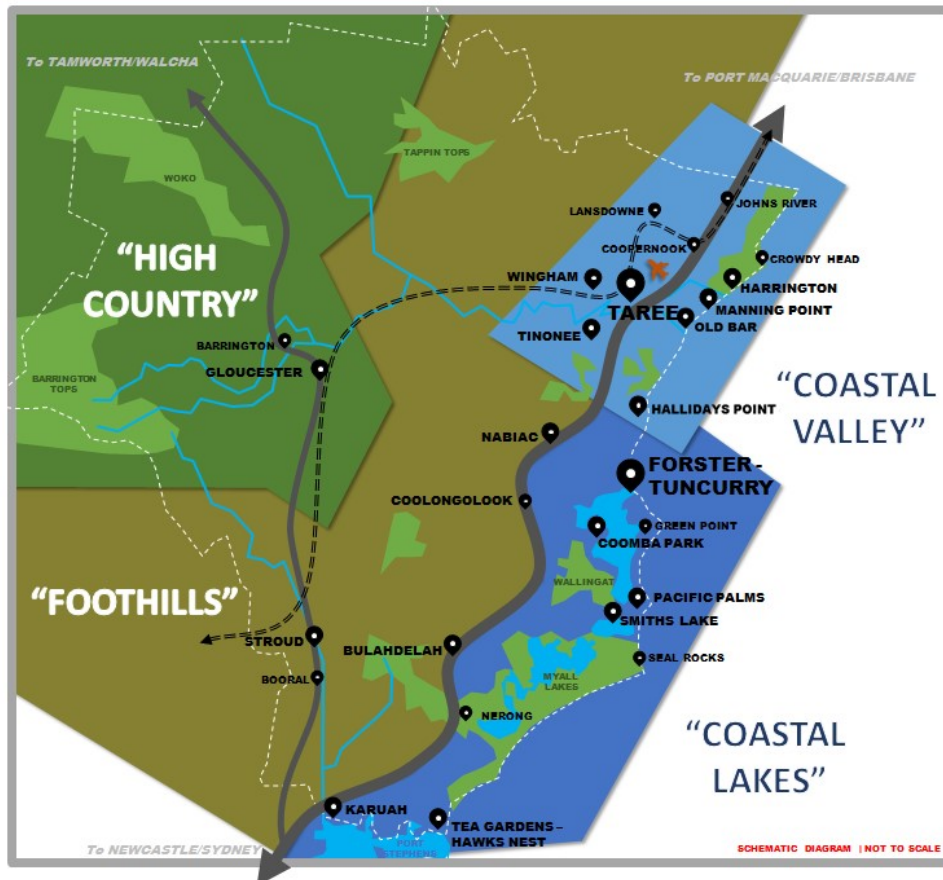 To TAMWORTH/WALCHA
To PORT MACQUARIE/BRISBANE
WOKO
TAPPIN TOPS
LANSDOWNE
JOHNS RIVER
COOPERNOOK
CROWDY HEAD
"HIGH
COUNTRY"
WINGHAM
HARRINGTON
TAREE
MANNING POINT
OLD BAR
TINONEE
BARRINGTON
GLOUCESTER
BARRINGTON
TOPS
"COASTAL
VALLEY"
HALLIDAYS POINT
NABIAC
FORSTER -
TUNCURRY
COOLONGOLOOK
GREEN POINT
COOMBA PARK
WALLINGAT
"FOOTHILLS"
PACIFIC PALMS
SMITHS LAKE
STROUD
BULAHDELAH
SEAL ROCKS
BOORAL
MYALL
LAKES
NERONG
"COASTAL
LAKES"
KARUAH
TEA GARDENS –
HAWKS NEST
PORT
STEPHENS
To NEWCASTLE/SYDNEY
SCHEMATIC DIAGRAM | NOT TO SCALE